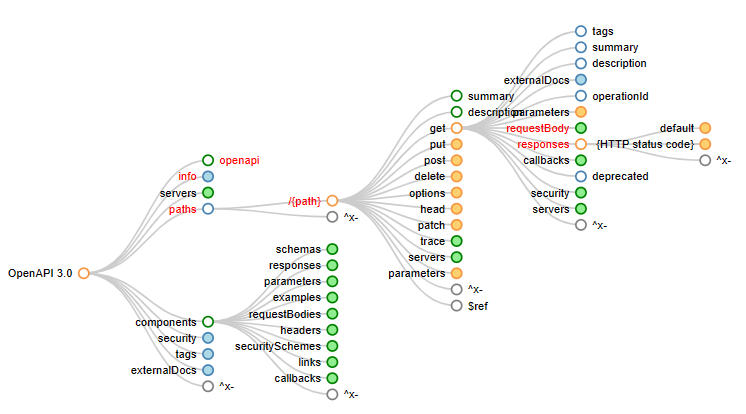 OpenAPI 3.0
openapi
info
servers
paths
components
security
tags
externalDocs
^x-
/{path}
^x-
schemas
responses
parameters
examples
requestBodies
headers
securitySchemes
links
callbacks
^x-
summary
description
get
put
post
delete
options
head
patch
trace
servers
parameters
^x-
$ref
tags
summary
description
externalDocs
operationId
parameters
requestBody
responses
callbacks
deprecated
security
servers
^x-
default
{HTTP status code}
^x-